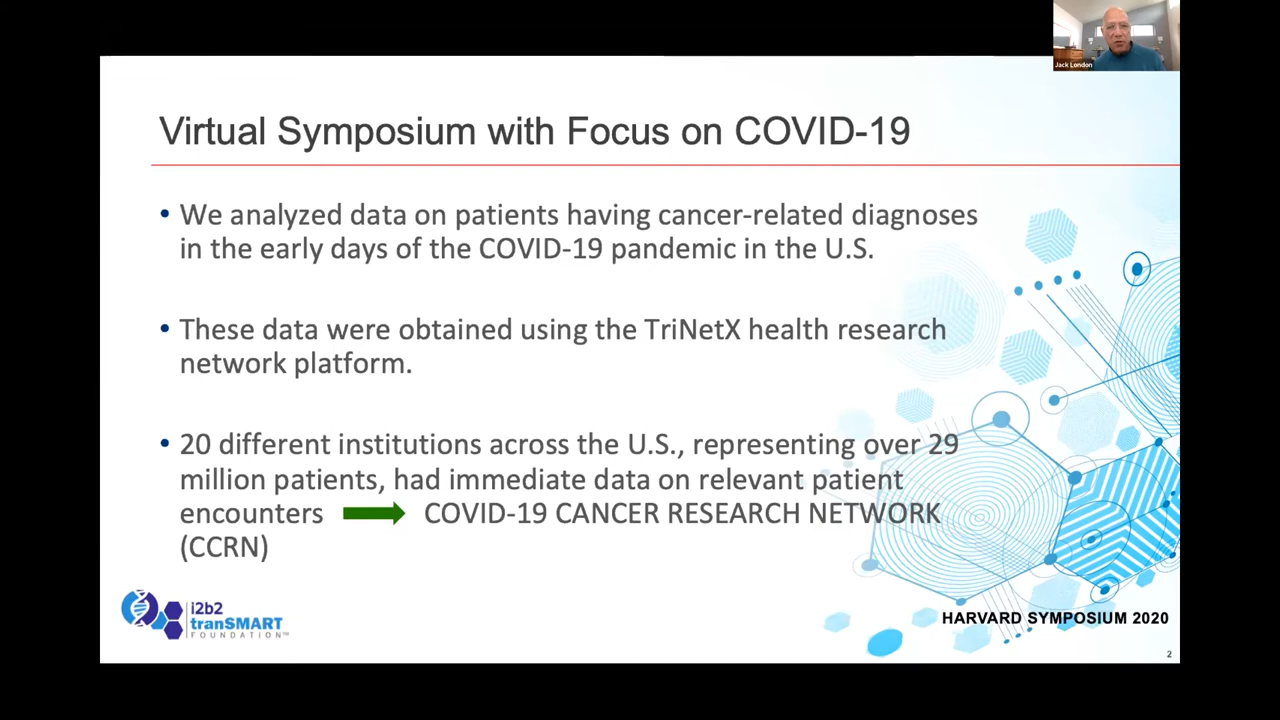 Jack London
Virtual Symposium with Focus on COVID-19
• We analyzed data on patients having cancer-related diagnoses
in the early days of the COVID-19 pandemic in the U.S.
• These data were obtained using the TriNetX health research
network platform.
• 20 different institutions across the U.S., representing over 29
million patients, had immediate data on relevant patient
encounters COVID-19 CANCER RESEARCH NETWORK
(CCRN)
i2b2
tranSMART
FOUNDATION™
HARVARD SYMPOSIUM 2020
2